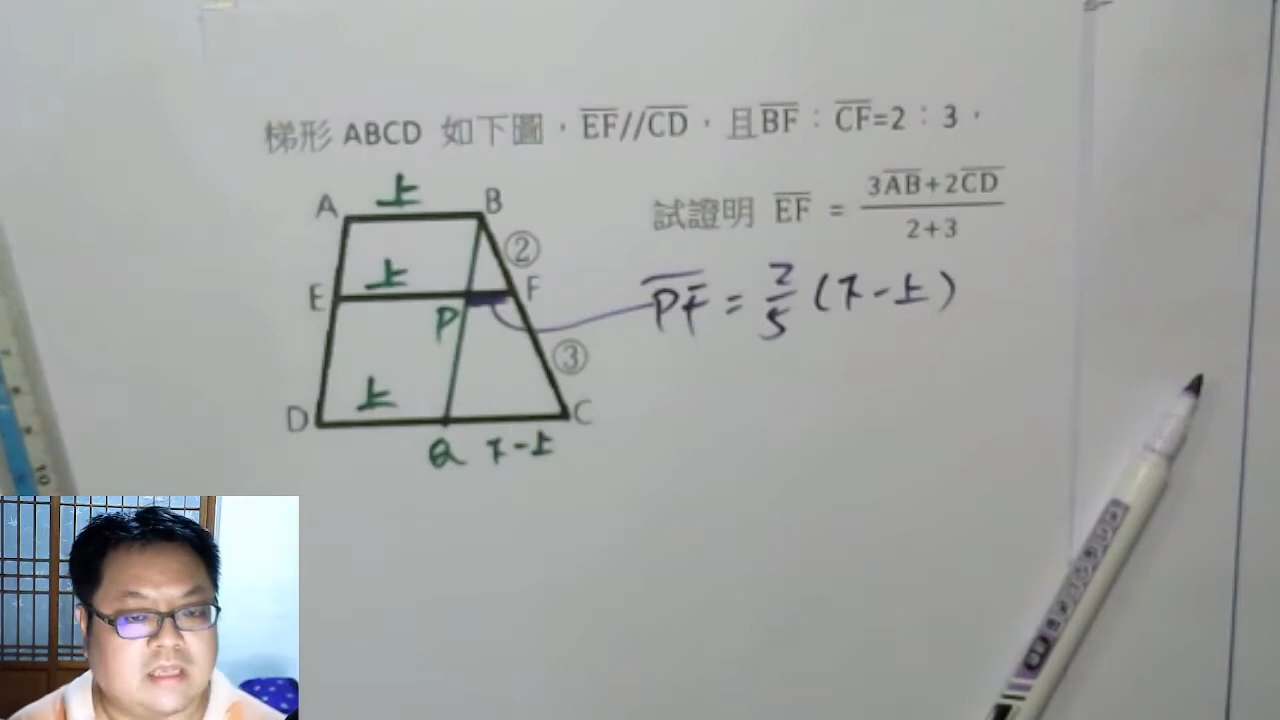 梯形 ABCD 如下圖，EF//CD，且BF：CF=2：3，
試證明 EF = 3AB+2CD
2+3
A 上 B
②
E 上 F
P
PF = 2/5 (下-上)
③
D 上 C
Q 下-上
10